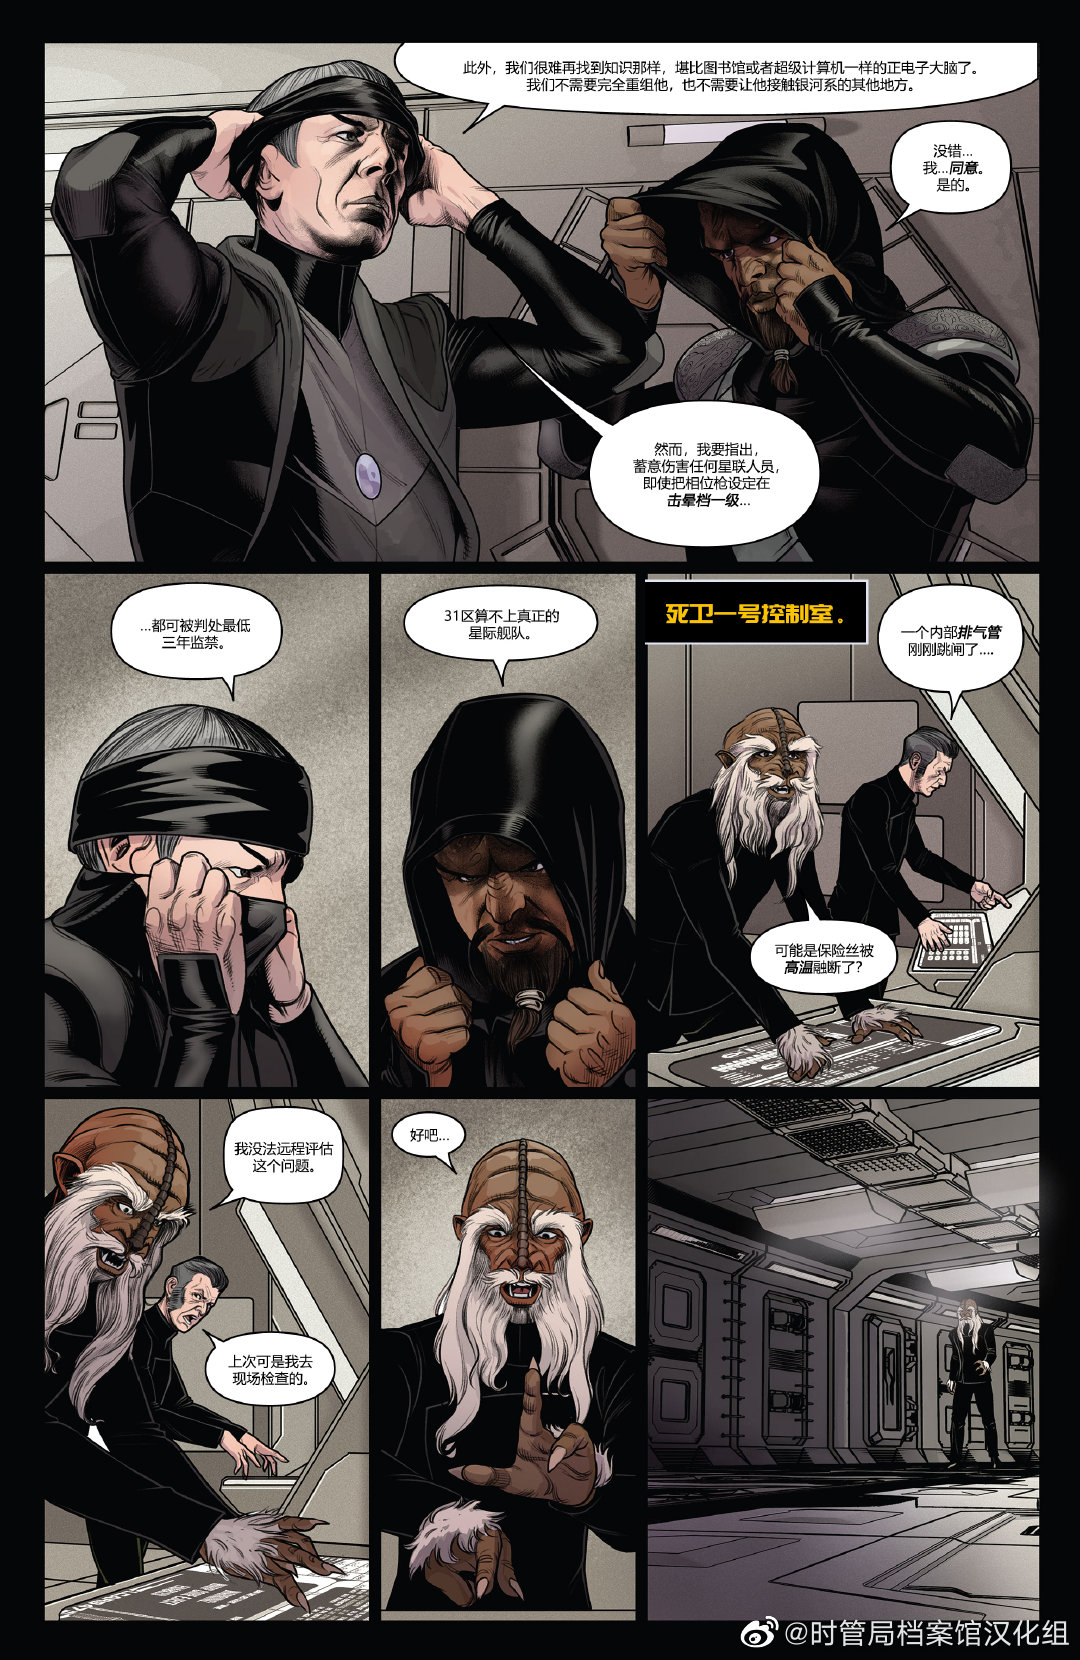 此外，我们很难再找到知识那样，堪比图书馆或者超级计算机一样的正电子大脑了。
我们不需要完全重组他，也不需要让他接触银河系的其他地方。
没错...
我...同意。
是的。
然而，我要指出，
蓄意伤害任何星联人员，
即使把相位枪设定在
击晕档一级...
...都可被判处最低
三年监禁。
31区算不上真正的
星际舰队。
死卫一号控制室。
一个内部排气管
刚刚跳闸了....
可能是保险丝被
高温融断了？
我没法远程评估
这个问题。
上次可是我去
现场检查的。
好吧...
@时管局档案馆汉化组